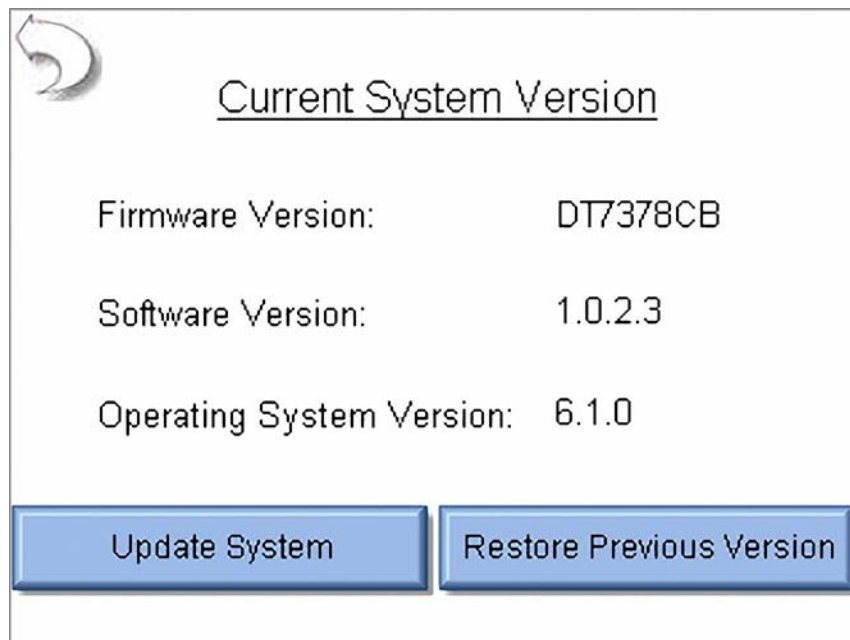 Current System Version
Firmware Version: DT7378CB
Software Version: 1.0.2.3
Operating System Version: 6.1.0
Update System Restore Previous Version